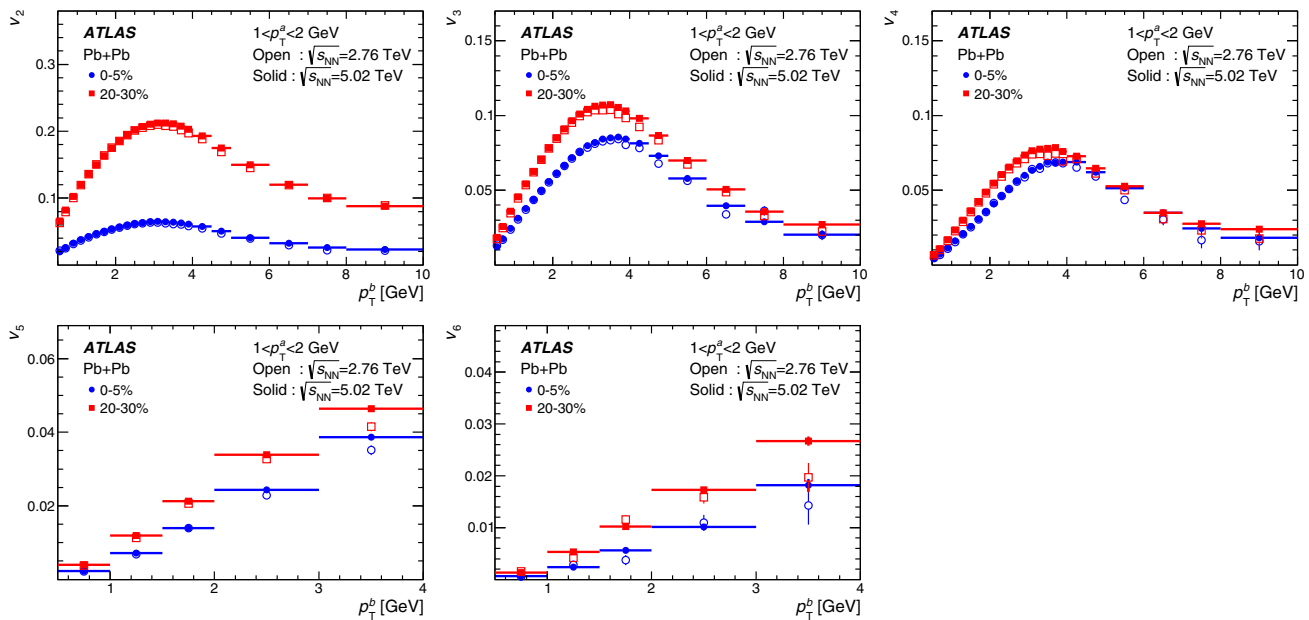 v₂
ATLAS
1<p_T^a<2 GeV
Pb+Pb
Open : √s_NN=2.76 TeV
0-5%
Solid : √s_NN=5.02 TeV
20-30%
0.3
0.2
0.1
2 4 6 8 10
p_T^b [GeV]
v₃
ATLAS
1<p_T^a<2 GeV
Pb+Pb
Open : √s_NN=2.76 TeV
0-5%
Solid : √s_NN=5.02 TeV
20-30%
0.15
0.1
0.05
2 4 6 8 10
p_T^b [GeV]
v₄
ATLAS
1<p_T^a<2 GeV
Pb+Pb
Open : √s_NN=2.76 TeV
0-5%
Solid : √s_NN=5.02 TeV
20-30%
0.15
0.1
0.05
2 4 6 8 10
p_T^b [GeV]
v₅
ATLAS
1<p_T^a<2 GeV
Pb+Pb
Open : √s_NN=2.76 TeV
0-5%
Solid : √s_NN=5.02 TeV
20-30%
0.06
0.04
0.02
1 2 3 4
p_T^b [GeV]
v₆
ATLAS
1<p_T^a<2 GeV
Pb+Pb
Open : √s_NN=2.76 TeV
0-5%
Solid : √s_NN=5.02 TeV
20-30%
0.04
0.03
0.02
0.01
1 2 3 4
p_T^b [GeV]